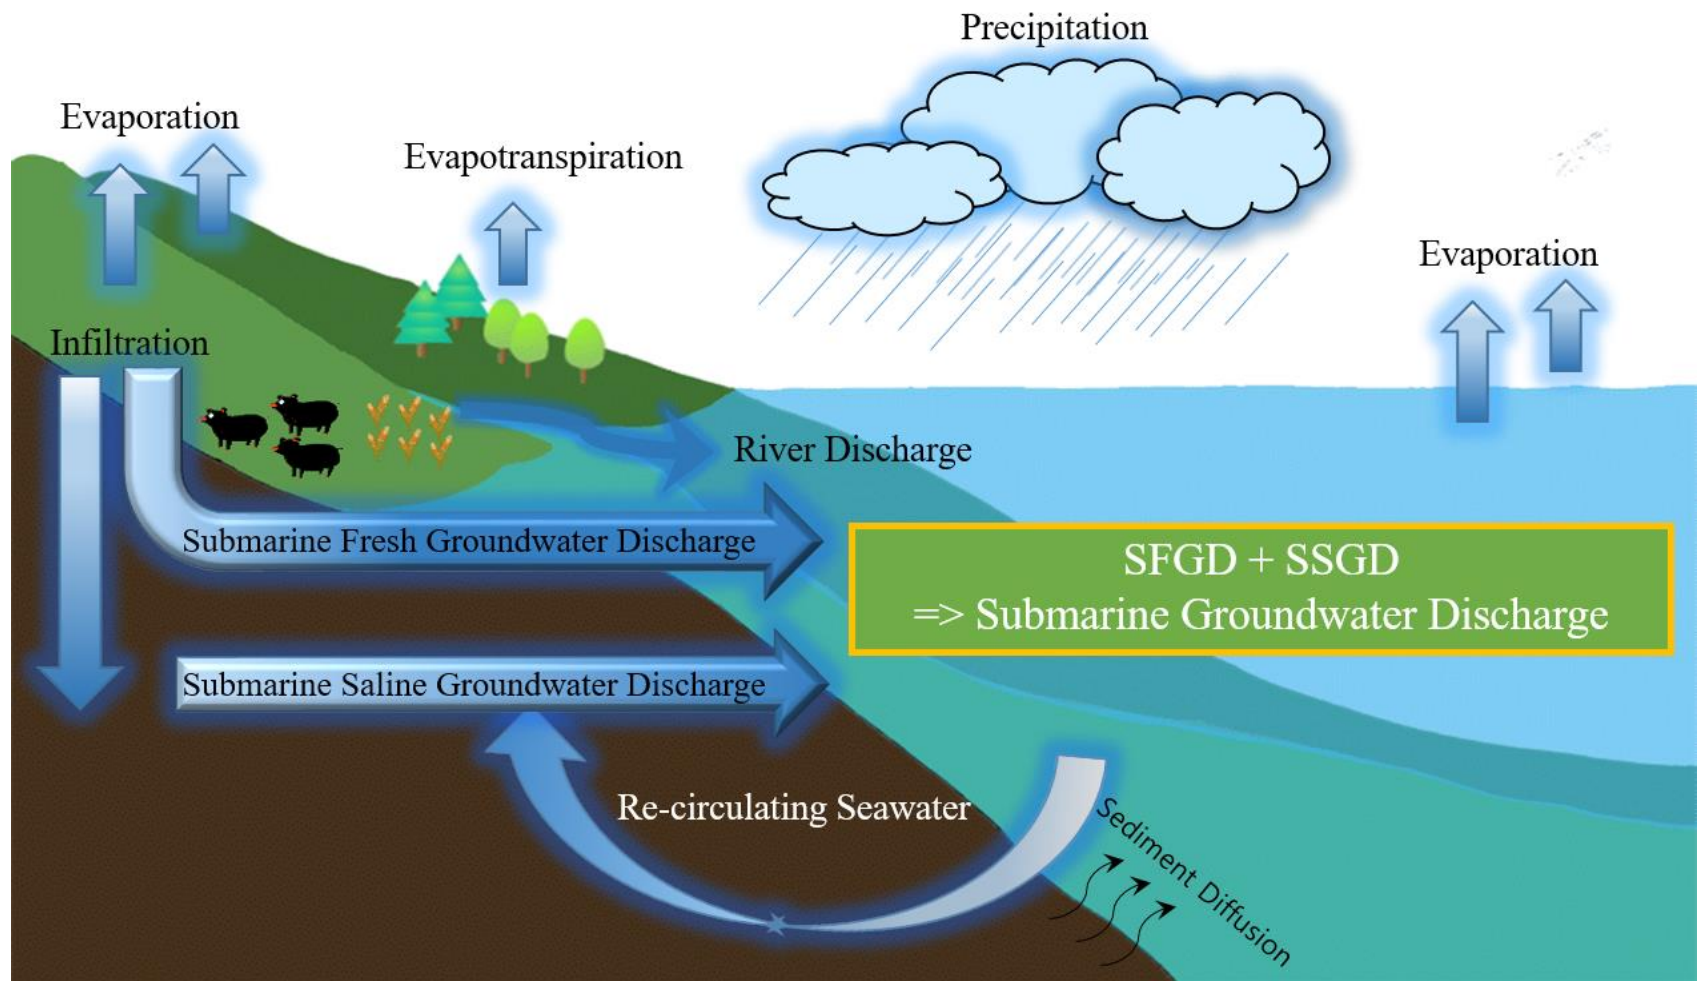 Precipitation
Evaporation
Evapotranspiration
Evaporation
Infiltration
River Discharge
Submarine Fresh Groundwater Discharge
SFGD + SSGD
=> Submarine Groundwater Discharge
Submarine Saline Groundwater Discharge
Re-circulating Seawater
Sediment Diffusion